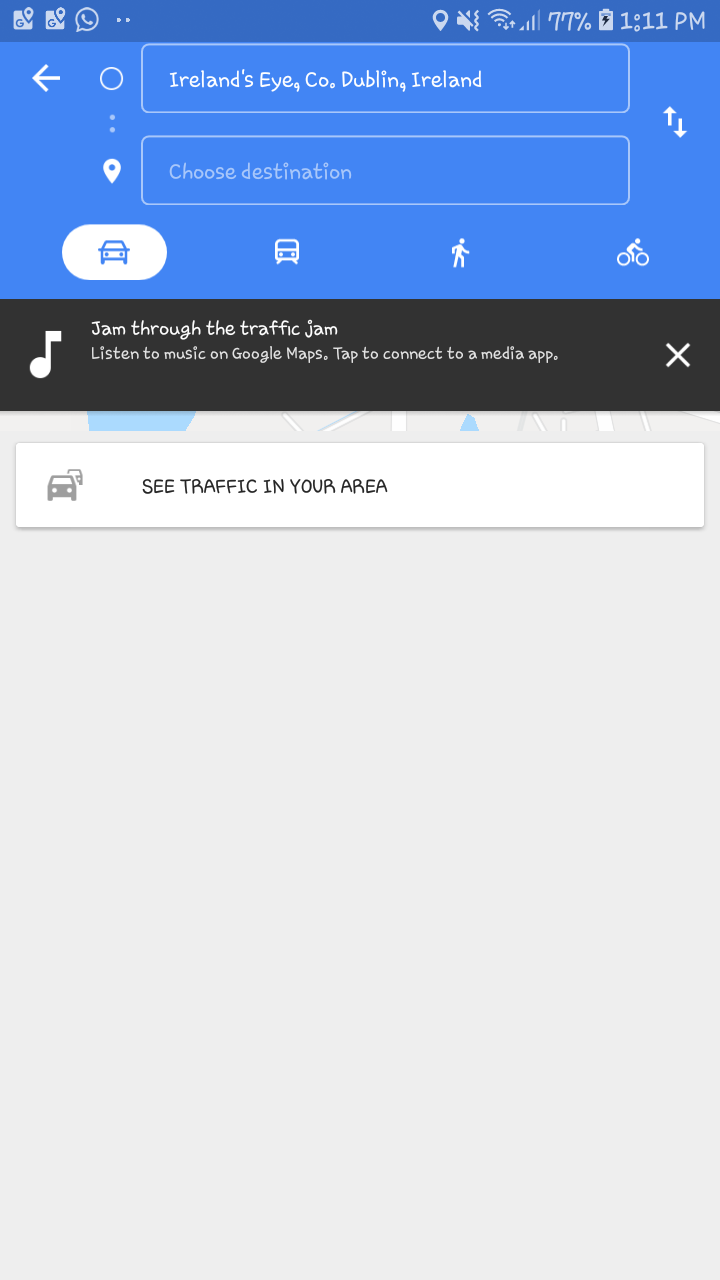 77% 1:11 PM
Ireland's Eye, Co. Dublin, Ireland
Choose destination
Jam through the traffic jam
Listen to music on Google Maps. Tap to connect to a media app.
SEE TRAFFIC IN YOUR AREA